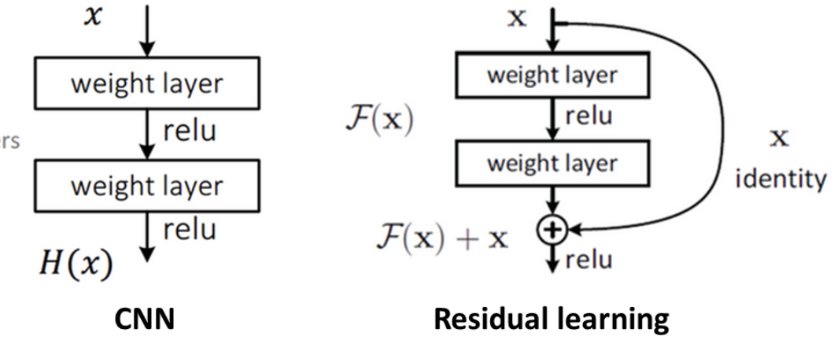 x
weight layer
relu
weight layer
relu
H(x)
CNN
x
weight layer
F(x)
relu
weight layer
x
identity
F(x) + x
relu
Residual learning